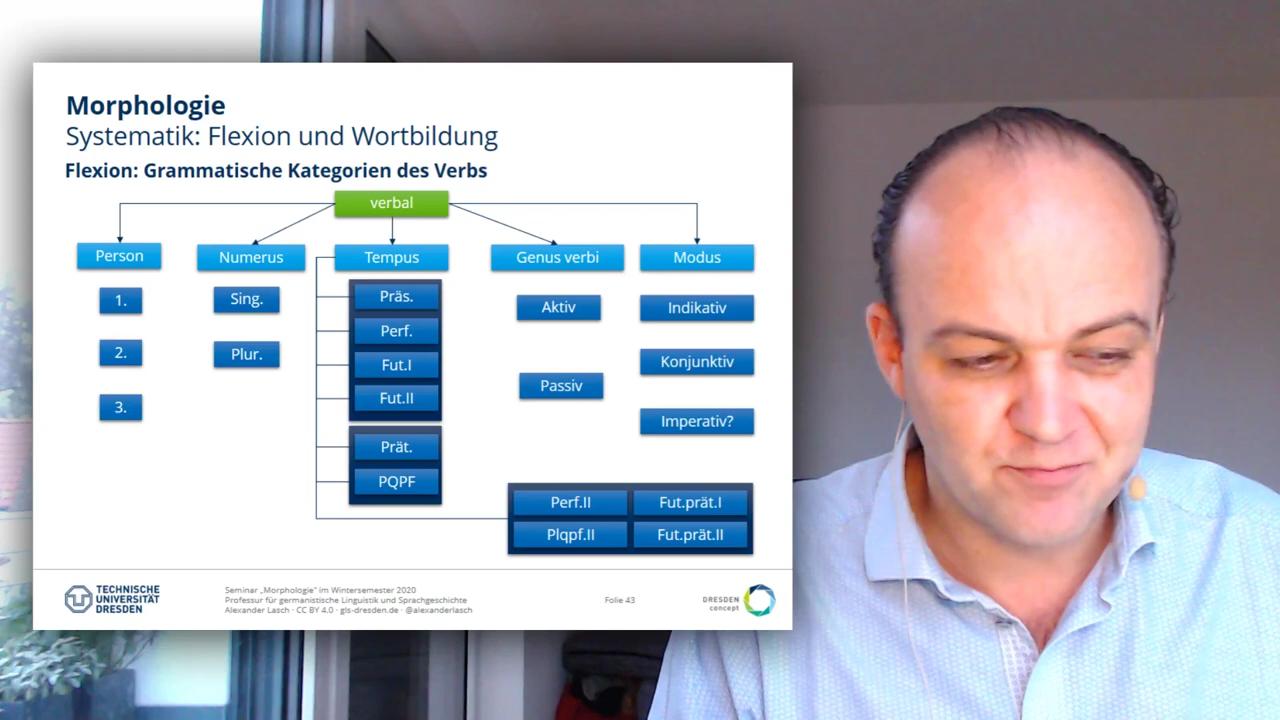 Morphologie
Systematik: Flexion und Wortbildung
Flexion: Grammatische Kategorien des Verbs
verbal
Person
Numerus
Tempus
Genus verbi
Modus
1.
2.
3.
Sing.
Plur.
Präs.
Perf.
Fut.I
Fut.II
Prät.
PQPF
Aktiv
Passiv
Indikativ
Konjunktiv
Imperativ?
Perf.II
Fut.prät.I
Plqpf.II
Fut.prät.II
TECHNISCHE
UNIVERSITÄT
DRESDEN
Seminar „Morphologie" im Wintersemester 2020
Professur für germanistische Linguistik und Sprachgeschichte
Alexander Lasch · CC BY 4.0 · gls-dresden.de · @alexanderlasch
Folie 43
DRESDEN
concept